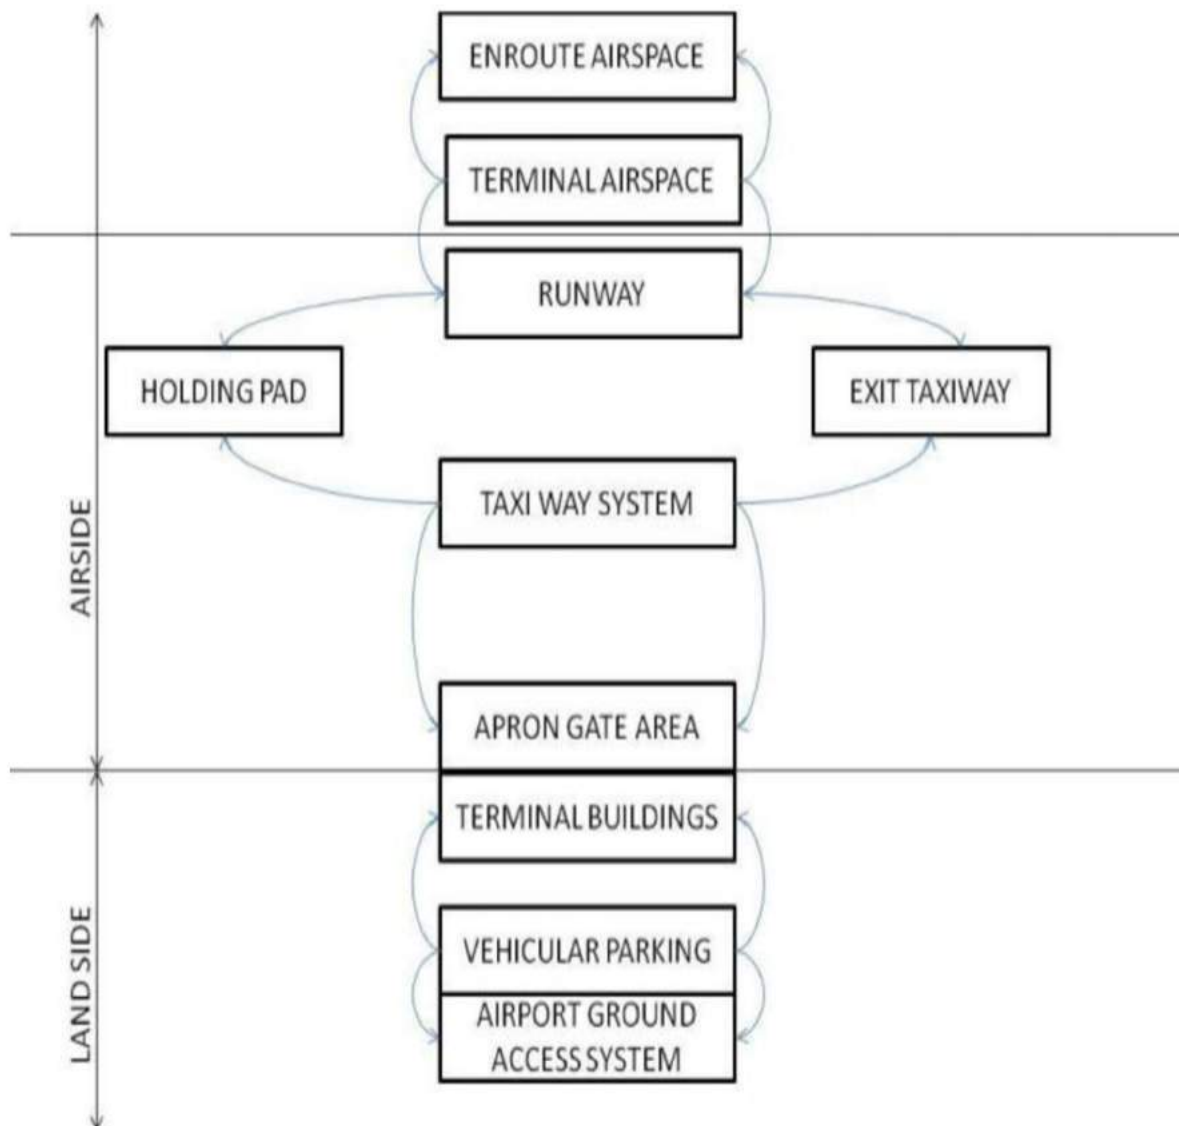 ENROUTE AIRSPACE
TERMINAL AIRSPACE
RUNWAY
HOLDING PAD
EXIT TAXIWAY
TAXI WAY SYSTEM
AIRSIDE
APRON GATE AREA
TERMINAL BUILDINGS
VEHICULAR PARKING
LAND SIDE
AIRPORT GROUND
ACCESS SYSTEM